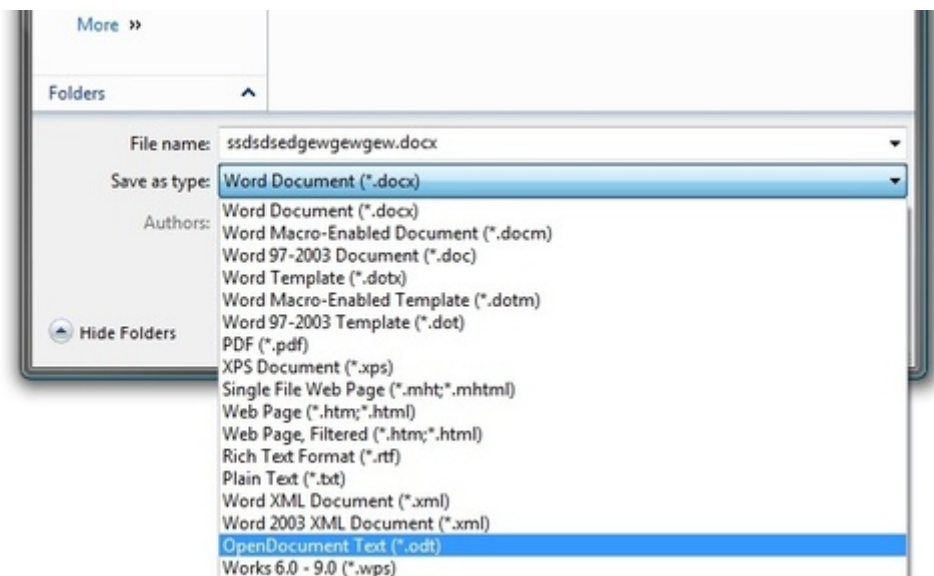 More »
Folders
File name: ssdsdsedgewgewgew.docx
Save as type: Word Document (*.docx)
Authors:
Word Document (*.docx)
Word Macro-Enabled Document (*.docm)
Word 97-2003 Document (*.doc)
Word Template (*.dotx)
Word Macro-Enabled Template (*.dotm)
Word 97-2003 Template (*.dot)
Hide Folders
PDF (*.pdf)
XPS Document (*.xps)
Single File Web Page (*.mht;*.mhtml)
Web Page (*.htm;*.html)
Web Page, Filtered (*.htm;*.html)
Rich Text Format (*.rtf)
Plain Text (*.txt)
Word XML Document (*.xml)
Word 2003 XML Document (*.xml)
OpenDocument Text (*.odt)
Works 6.0 - 9.0 (*.wps)